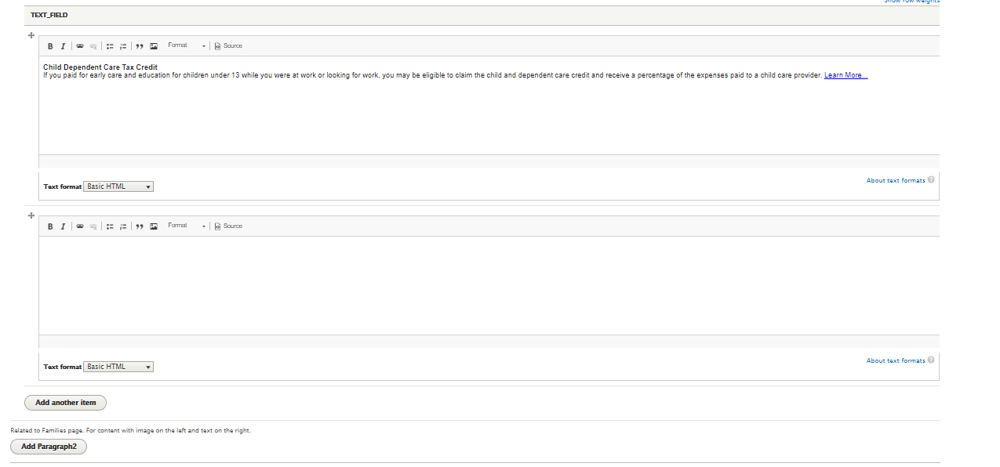 Show row weights
TEXT_FIELD
B I Format Source
Child Dependent Care Tax Credit
If you paid for early care and education for children under 13 while you were at work or looking for work, you may be eligible to claim the child and dependent care credit and receive a percentage of the expenses paid to a child care provider. Learn More...
About text formats ?
Text format Basic HTML
B I Format Source
About text formats ?
Text format Basic HTML
Add another item
Related to Families page. For content with image on the left and text on the right.
Add Paragraph2